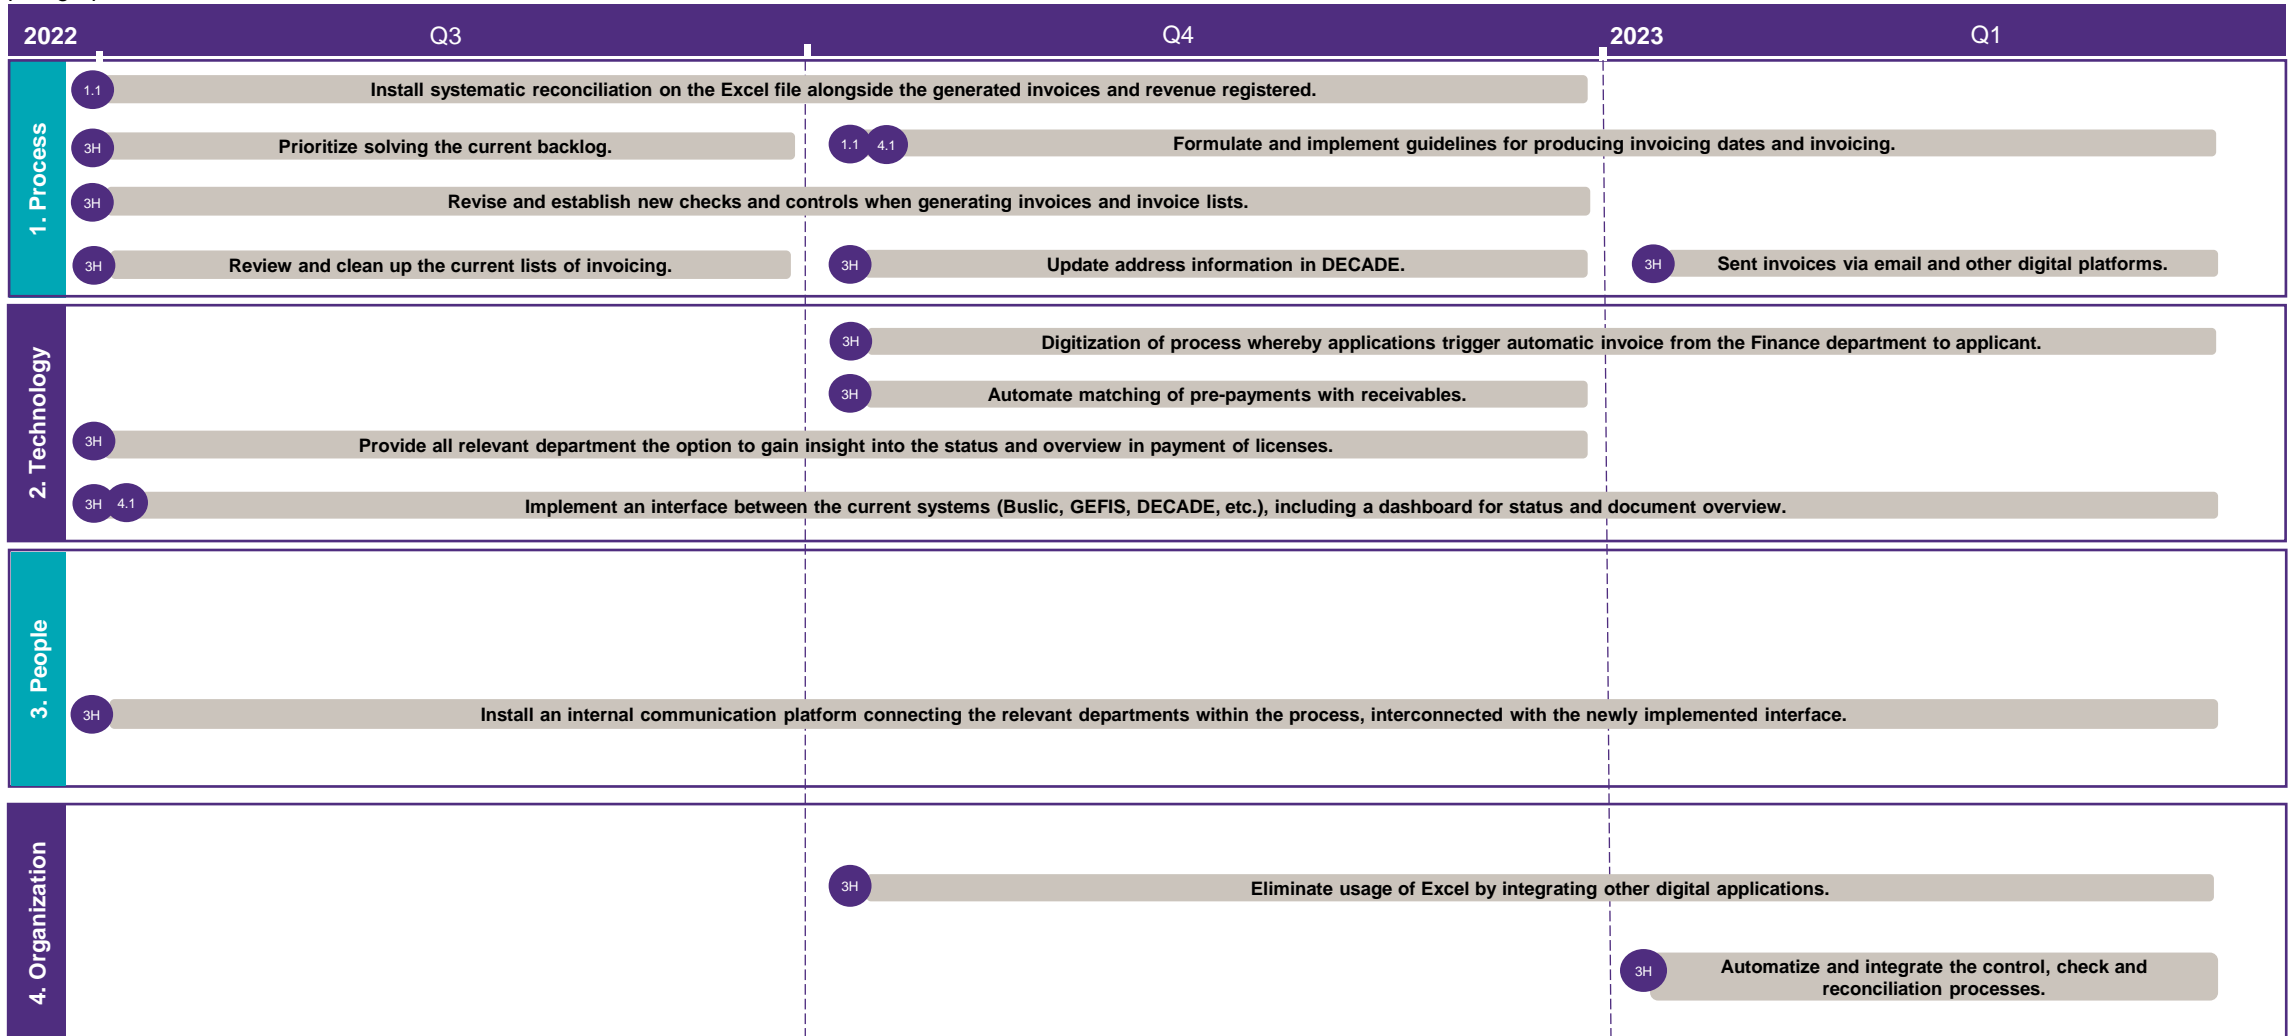 2022 Q3 Q4 2023 Q1
1. Process
1.1 Install systematic reconciliation on the Excel file alongside the generated invoices and revenue registered.
3H Prioritize solving the current backlog.
1.1 4.1 Formulate and implement guidelines for producing invoicing dates and invoicing.
3H Revise and establish new checks and controls when generating invoices and invoice lists.
3H Review and clean up the current lists of invoicing.
3H Update address information in DECADE.
3H Sent invoices via email and other digital platforms.
2. Technology
3H Digitization of process whereby applications trigger automatic invoice from the Finance department to applicant.
3H Automate matching of pre-payments with receivables.
3H Provide all relevant department the option to gain insight into the status and overview in payment of licenses.
3H 4.1 Implement an interface between the current systems (Buslic, GEFIS, DECADE, etc.), including a dashboard for status and document overview.
3. People
3H Install an internal communication platform connecting the relevant departments within the process, interconnected with the newly implemented interface.
4. Organization
3H Eliminate usage of Excel by integrating other digital applications.
3H Automatize and integrate the control, check and
reconciliation processes.